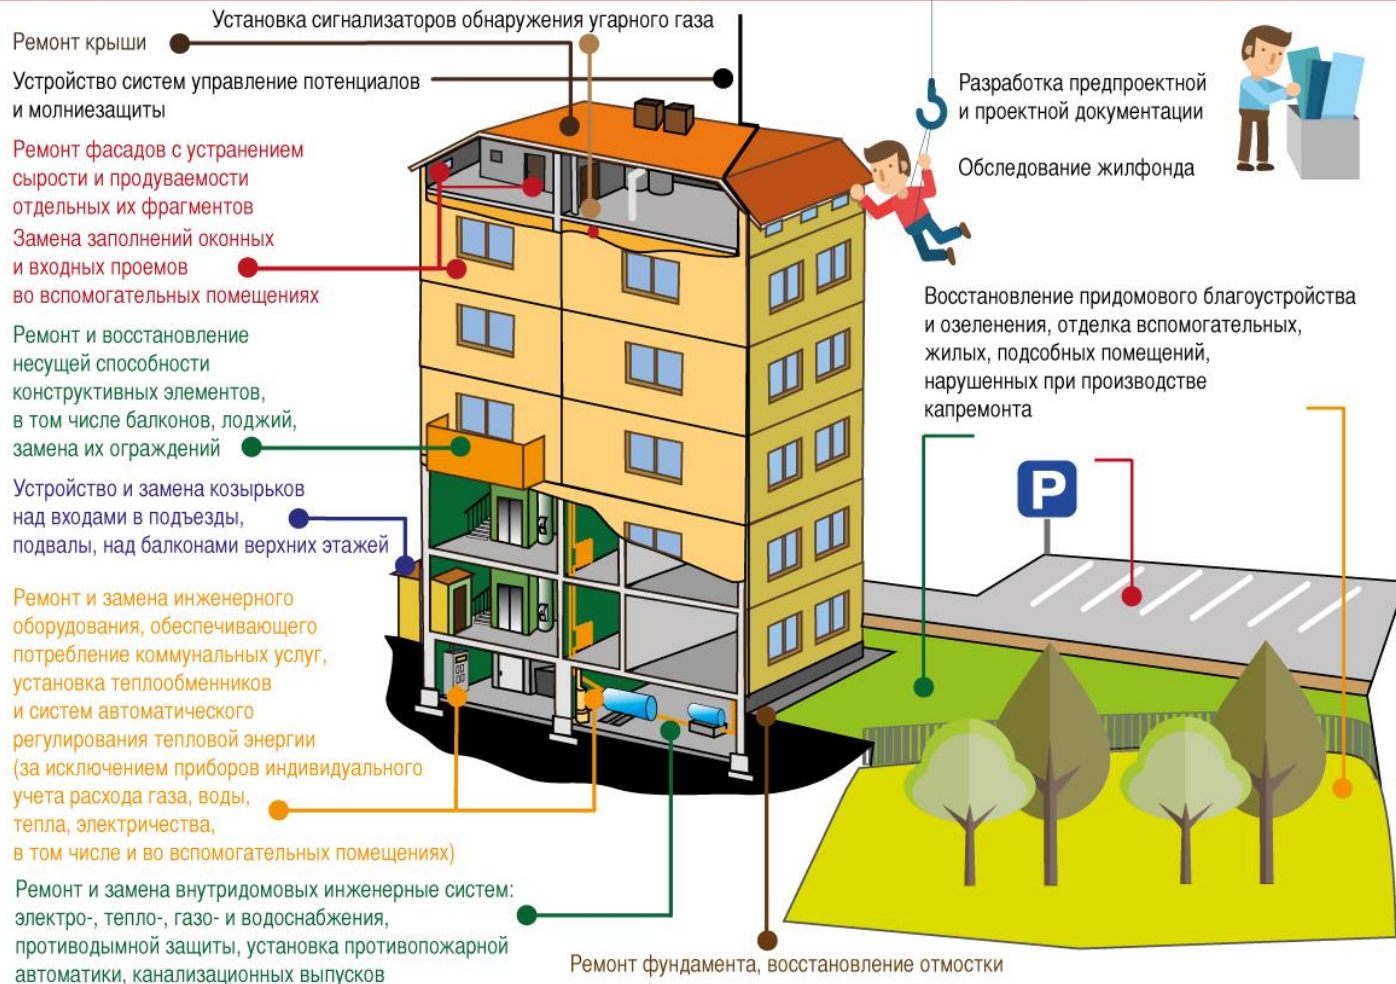 Установка сигнализаторов обнаружения угарного газа
Ремонт крыши
Устройство систем управление потенциалов
и молниезащиты
Ремонт фасадов с устранением
сырости и продуваемости
отдельных их фрагментов
Замена заполнений оконных
и входных проемов
во вспомогательных помещениях
Ремонт и восстановление
несущей способности
конструктивных элементов,
в том числе балконов, лоджий,
замена их ограждений
Устройство и замена козырьков
над входами в подъезды,
подвалы, над балконами верхних этажей
Ремонт и замена инженерного
оборудования, обеспечивающего
потребление коммунальных услуг,
установка теплообменников
и систем автоматического
регулирования тепловой энергии
(за исключением приборов индивидуального
учета расхода газа, воды,
тепла, электричества,
в том числе и во вспомогательных помещениях)
Ремонт и замена внутридомовых инженерные систем:
электро-, тепло-, газо- и водоснабжения,
противодымной защиты, установка противопожарной
автоматики, канализационных выпусков
Разработка предпроектной
и проектной документации
Обследование жилфонда
Восстановление придомового благоустройства
и озеленения, отделка вспомогательных,
жилых, подсобных помещений,
нарушенных при производстве
капремонта
P
Ремонт фундамента, восстановление отмостки